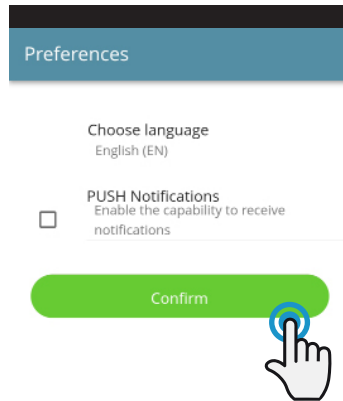 Preferences
Choose language
English (EN)
PUSH Notifications
Enable the capability to receive
notifications
Confirm